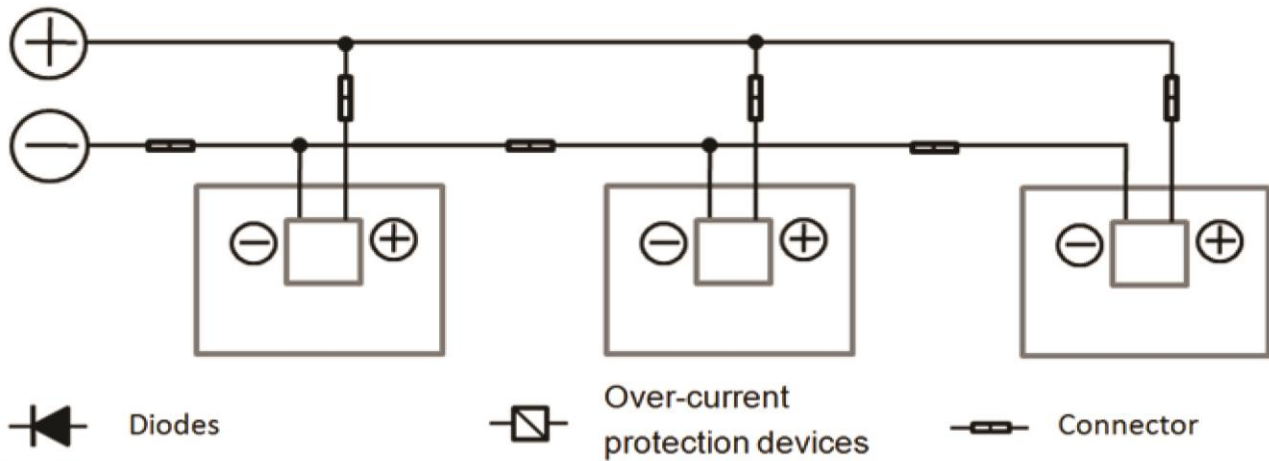 Diodes
Over-current
protection devices
Connector